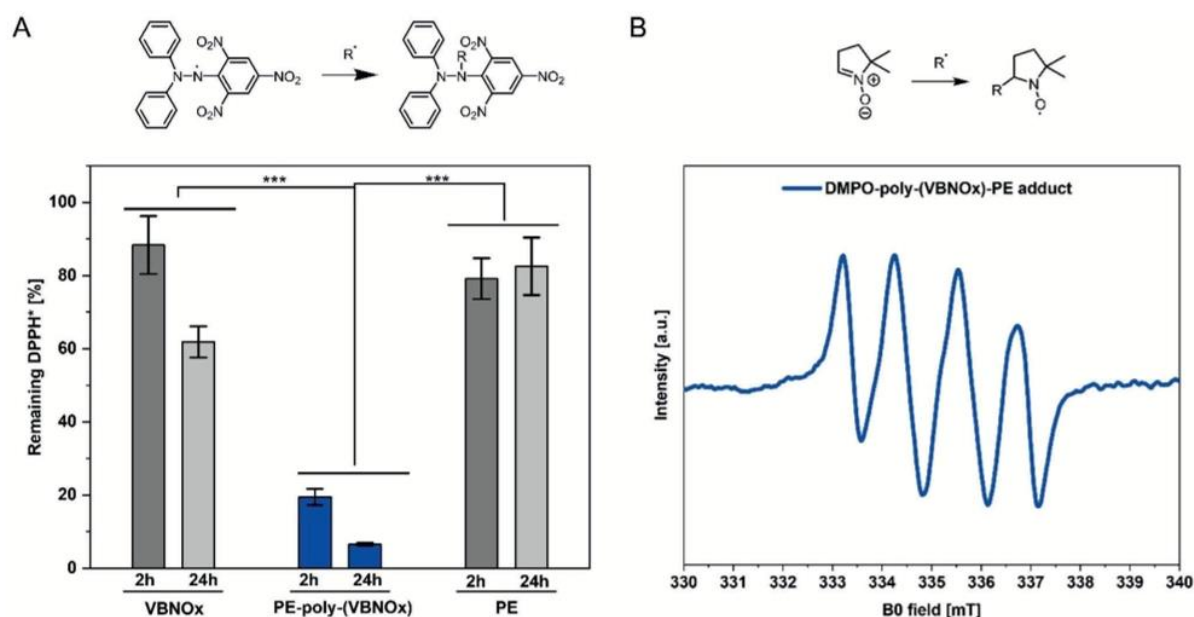 A
NO₂
R•
NO₂
R
N
N•
NO₂
N
N
NO₂
NO₂
NO₂
***
***
100
80
60
40
20
0
Remaining DPPH* [%]
2h 24h 2h 24h 2h 24h
VBNOx PE-poly-(VBNOx) PE
B
R•
N⊕
O⊖
R
N
O•
DMPO-poly-(VBNOx)-PE adduct
Intensity [a.u.]
330 331 332 333 334 335 336 337 338 339 340
B0 field [mT]